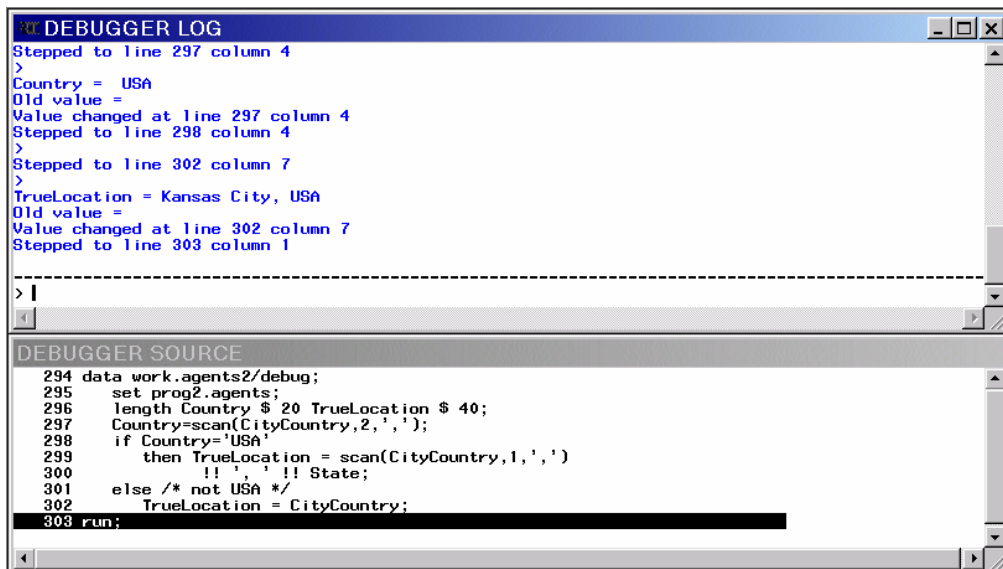 DEBUGGER LOG
Stepped to line 297 column 4
>
Country =  USA
Old value =
Value changed at line 297 column 4
Stepped to line 298 column 4
>
Stepped to line 302 column 7
>
TrueLocation = Kansas City, USA
Old value =
Value changed at line 302 column 7
Stepped to line 303 column 1
>
DEBUGGER SOURCE
294 data work.agents2/debug;
295    set prog2.agents;
296    length Country $ 20 TrueLocation $ 40;
297    Country=scan(CityCountry,2,',');
298    if Country='USA'
299       then TrueLocation = scan(CityCountry,1,',')
300             !! ', ' !! State;
301    else /* not USA */
302       TrueLocation = CityCountry;
303 run;